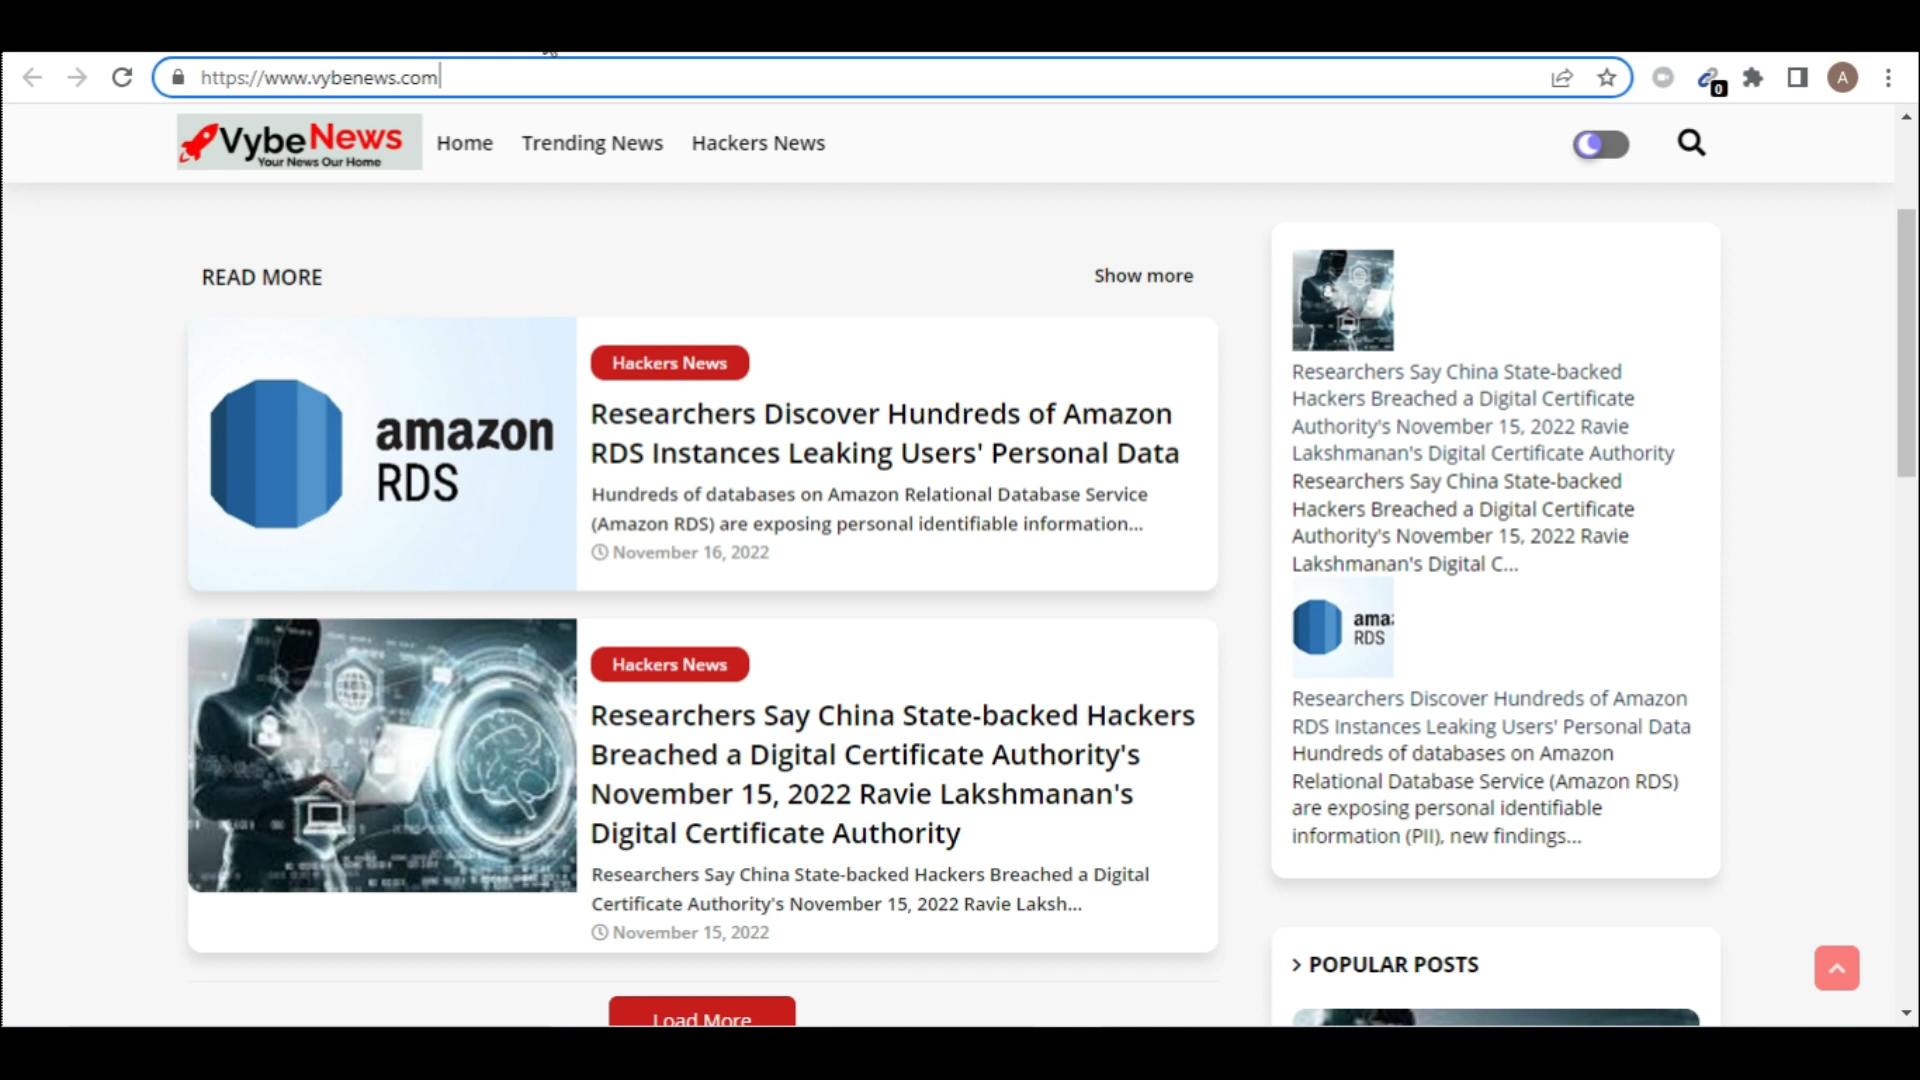 https://www.vybenews.com
0
A
VybeNews
Your News Our Home
Home
Trending News
Hackers News
READ MORE
Show more
amazon
RDS
Hackers News
Researchers Discover Hundreds of Amazon
RDS Instances Leaking Users' Personal Data
Hundreds of databases on Amazon Relational Database Service
(Amazon RDS) are exposing personal identifiable information...
November 16, 2022
Hackers News
Researchers Say China State-backed Hackers
Breached a Digital Certificate Authority's
November 15, 2022 Ravie Lakshmanan's
Digital Certificate Authority
Researchers Say China State-backed Hackers Breached a Digital
Certificate Authority's November 15, 2022 Ravie Laksh...
November 15, 2022
Load More
Researchers Say China State-backed
Hackers Breached a Digital Certificate
Authority's November 15, 2022 Ravie
Lakshmanan's Digital Certificate Authority
Researchers Say China State-backed
Hackers Breached a Digital Certificate
Authority's November 15, 2022 Ravie
Lakshmanan's Digital C...
ama
RDS
Researchers Discover Hundreds of Amazon
RDS Instances Leaking Users' Personal Data
Hundreds of databases on Amazon
Relational Database Service (Amazon RDS)
are exposing personal identifiable
information (PII), new findings...
> POPULAR POSTS